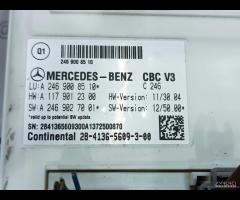 Q1
246 900 85 10
MERCEDES-BENZ CBC V3
LU: A 246 900 85 10* C 246
HW: A 117 901 23 00 HW-Version: 11/30.04
SW: A 246 902 77 01* SW-Version: 12/50.00*
*valid up to potential SW-Update
SN: 2841365609300A1372500870
Continental 28-4136-5609-3-00